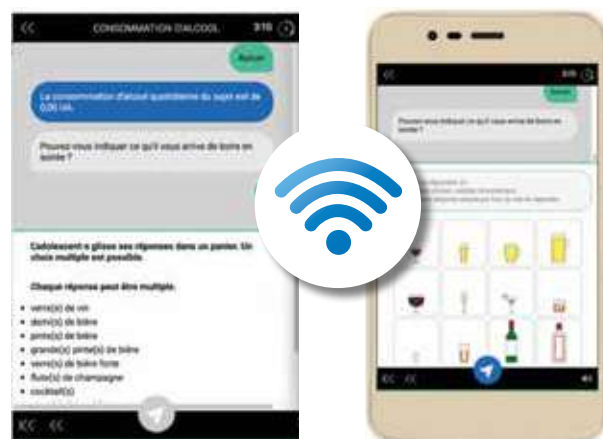 CONSOMMATION D'ALCOOL
3/15
Aucun
La consommation d'alcool quotidienne du sujet est de
0,00 UA.
Pouvez-vous indiquer ce qu'il vous arrive de boire en
soirée ?
L'adolescent a glissé ses réponses dans un panier. Un
choix multiple est possible.
Chaque réponse peut être multiple.
• verre(s) de vin
• demi(s) de bière
• pinte(s) de bière
• grande(s) pinte(s) de bière
• verre(s) de bière forte
• flute(s) de champagne
• cocktail(s)
Aucun
Pouvez-vous indiquer ce qu'il vous arrive de boire en
soirée ?